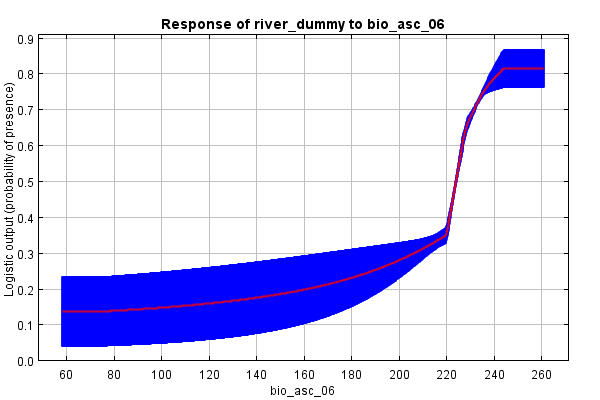 Response of river_dummy to bio_asc_06
Logistic output (probability of presence)
0.9
0.8
0.7
0.6
0.5
0.4
0.3
0.2
0.1
0.0
60 80 100 120 140 160 180 200 220 240 260
bio_asc_06